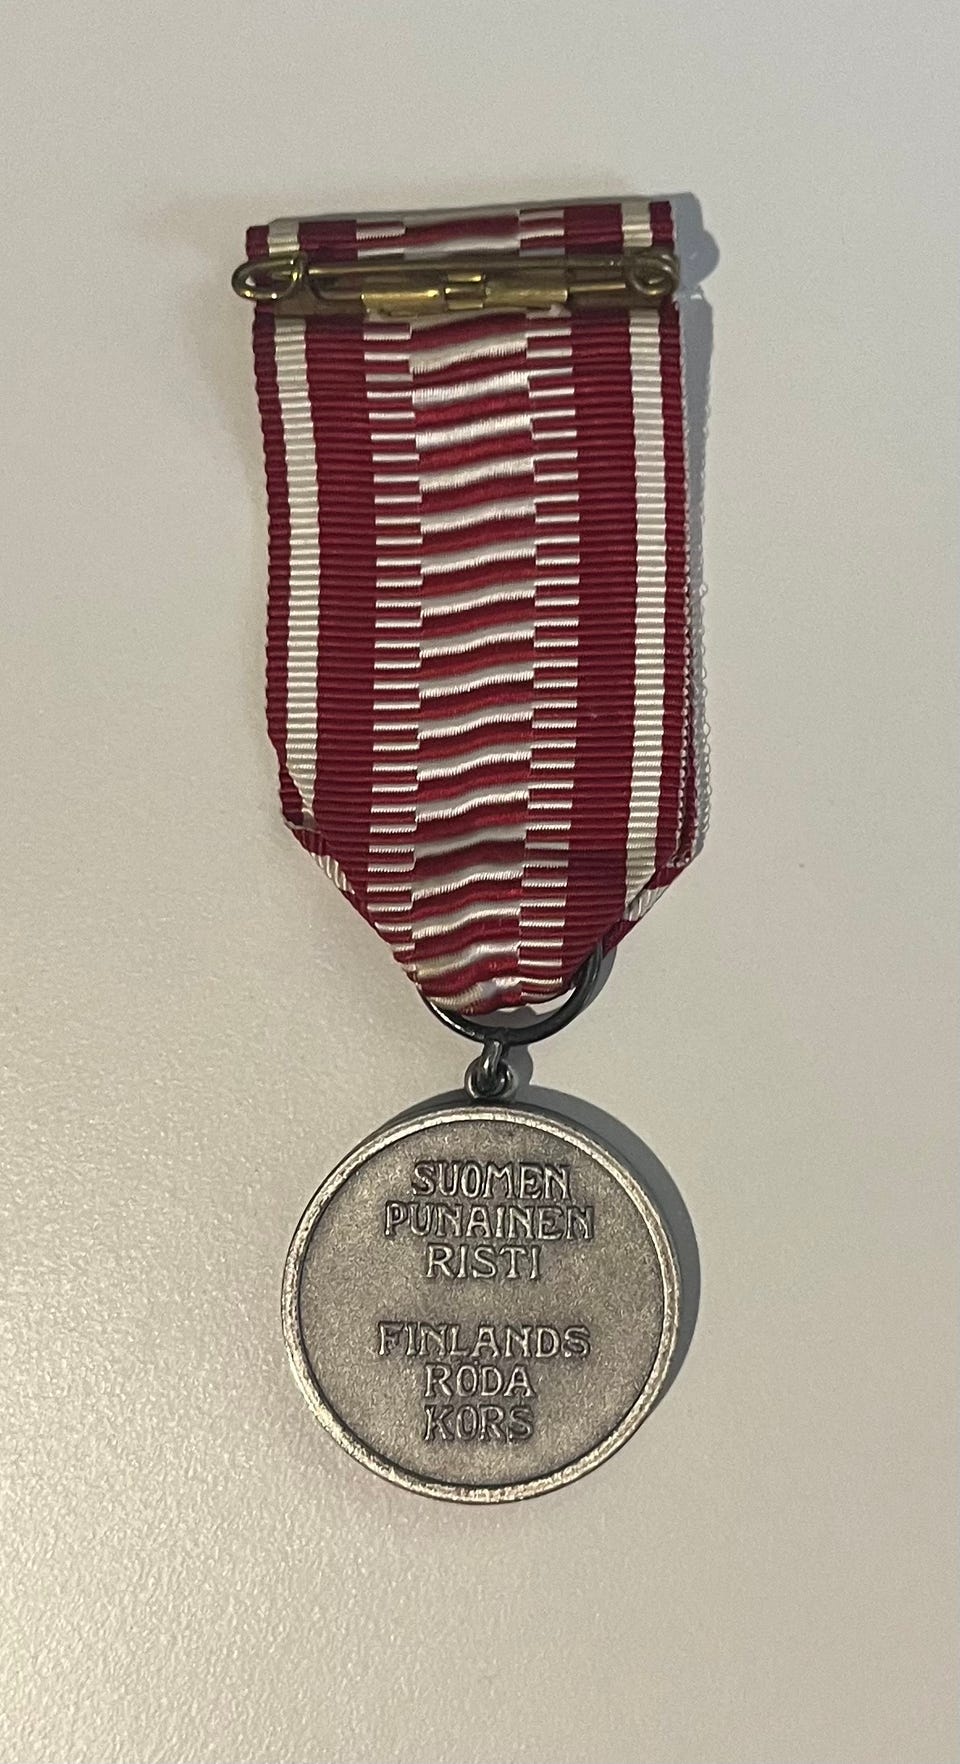 SUOMEN
PUNAINEN
RISTI
FINLANDS
RÖDA
KORS